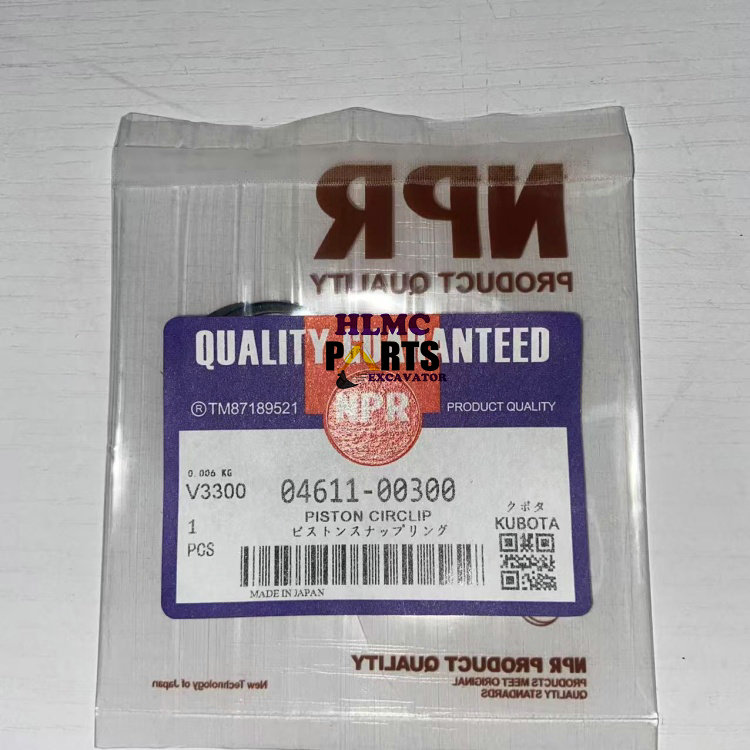 NPR
PRODUCT QUALITY
HLMC
PARTS
EXCAVATOR
QUALITY GUARANTEED
®TM87189521
NPR
PRODUCT QUALITY
0.006 KG
V3300
04611-00300
PISTON CIRCLIP
ピストンスナップリング
1
PCS
クボタ
KUBOTA
MADE IN JAPAN
NPR PRODUCT QUALITY
PRODUCTS MEET ORIGINAL
QUALITY STANDARDS
New Technology of Japan